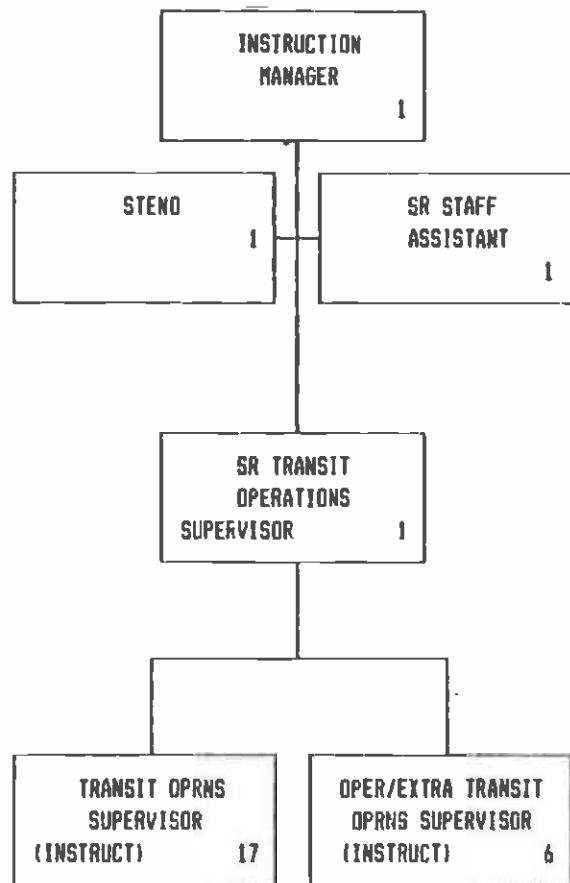 INSTRUCTION
MANAGER
1
STENO
1
SR STAFF
ASSISTANT
1
SR TRANSIT
OPERATIONS
SUPERVISOR 1
TRANSIT OPRNS
SUPERVISOR
(INSTRUCT) 17
OPER/EXTRA TRANSIT
OPRNS SUPERVISOR
(INSTRUCT) 6